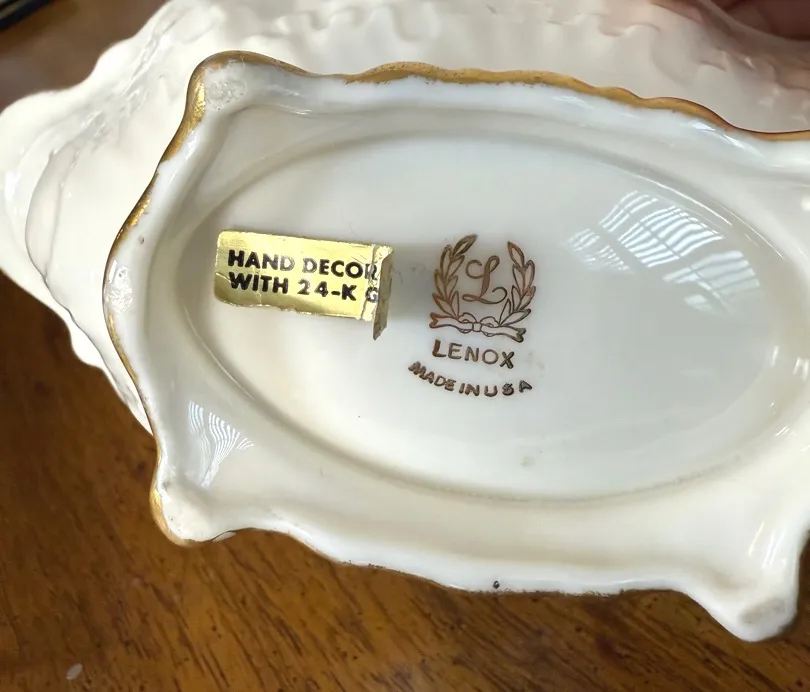 HAND DECOR
WITH 24-K G
L
LENOX
MADE IN USA